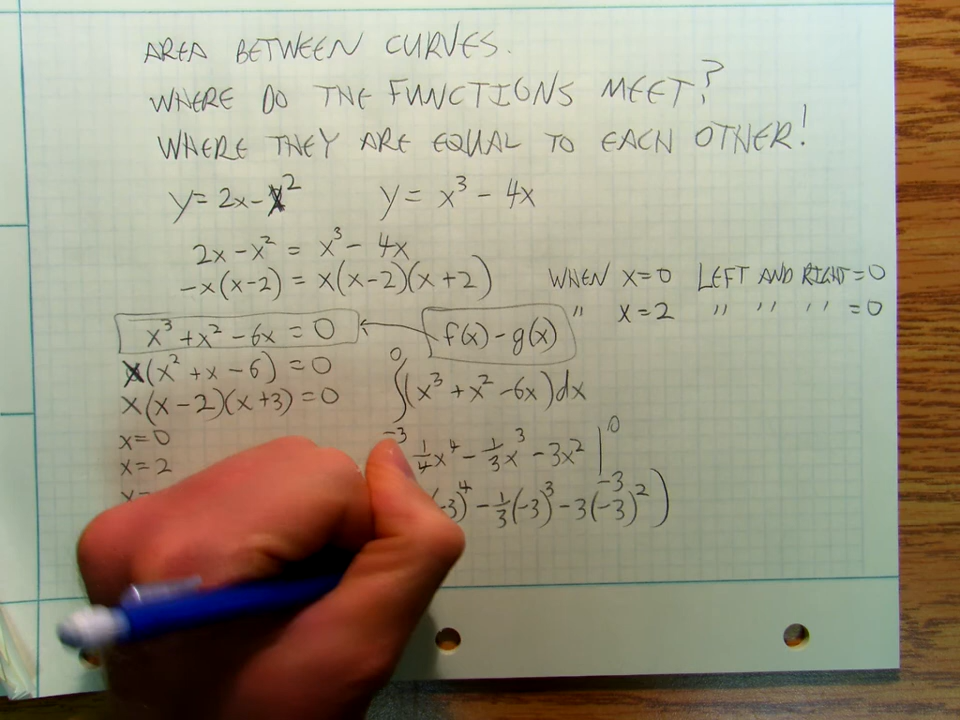 AREA BETWEEN CURVES.
WHERE DO THE FUNCTIONS MEET?
WHERE THEY ARE EQUAL TO EACH OTHER!
y = 2x - x² y = x³ - 4x
2x - x² = x³ - 4x
-x(x-2) = x(x-2)(x+2) WHEN x=0 LEFT AND RIGHT = 0
" x=2 " " " = 0
x³ + x² - 6x = 0 ← f(x) - g(x)
x(x² + x - 6) = 0
x(x-2)(x+3) = 0
x=0
x=2
x=
∫₋₃⁰ (x³ + x² - 6x) dx
¼x⁴ - ⅓x³ - 3x² |₋₃⁰
(-3)⁴ - ⅓(-3)³ - 3(-3)²)